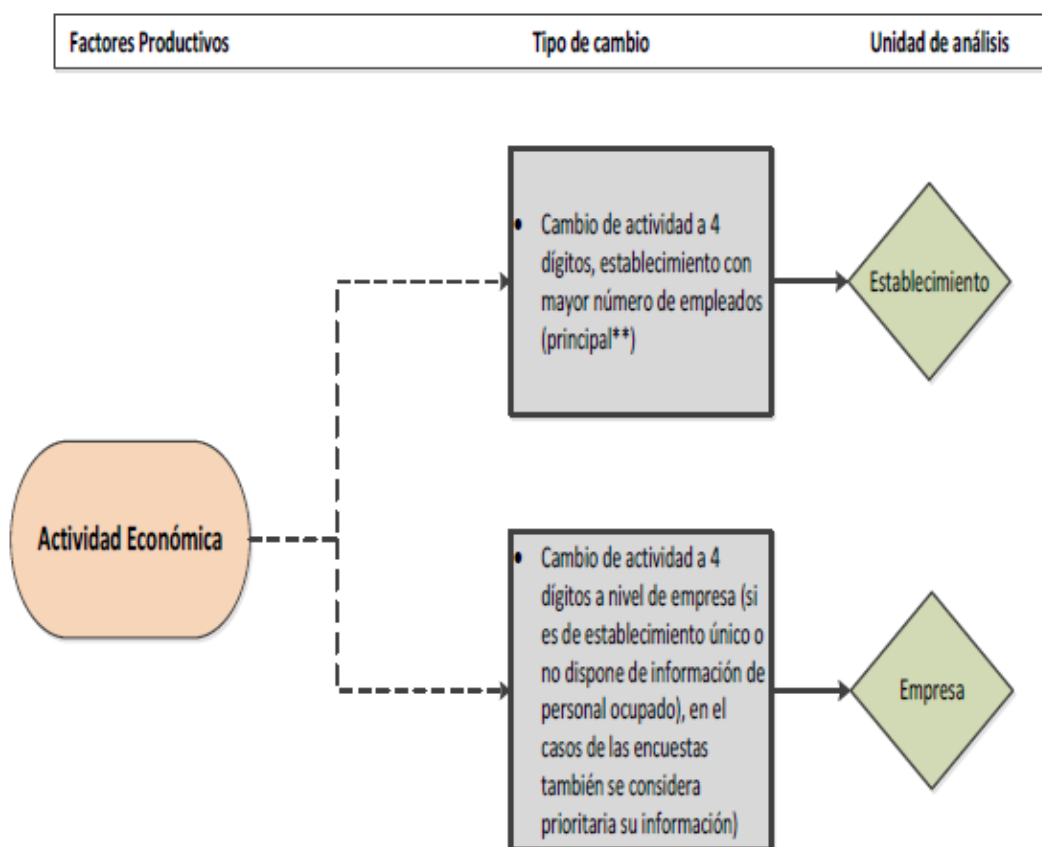 Factores Productivos Tipo de cambio Unidad de análisis
• Cambio de actividad a 4
dígitos, establecimiento con
mayor número de empleados
(principal**)
Establecimiento
Actividad Económica
• Cambio de actividad a 4
dígitos a nivel de empresa (si
es de establecimiento único o
no dispone de información de
personal ocupado), en el
casos de las encuestas
también se considera
prioritaria su información)
Empresa